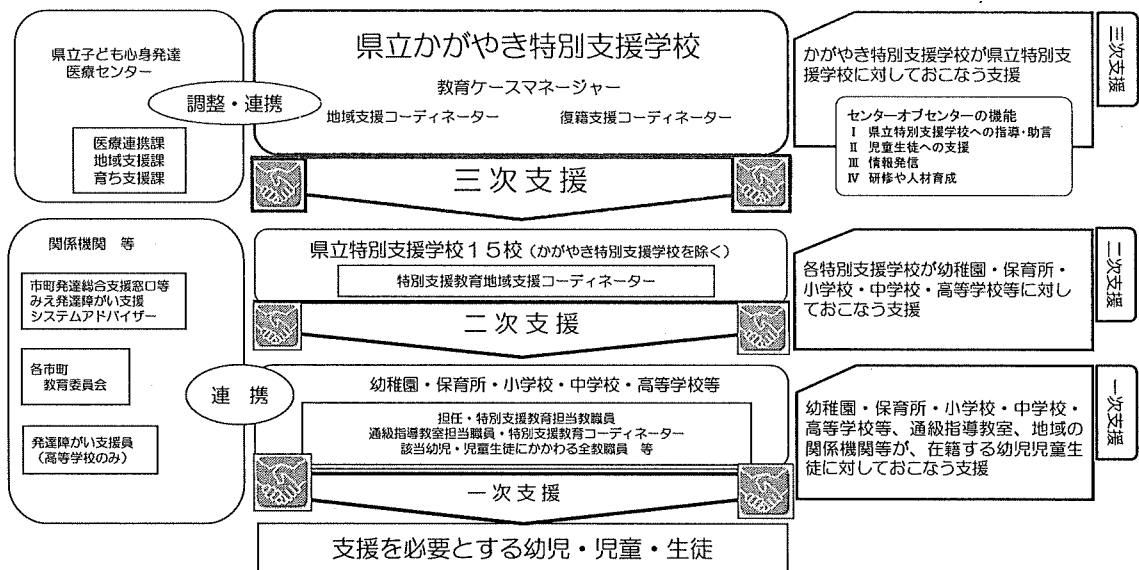 県立子ども心身発達
医療センター
調整・連携
医療連携課
地域支援課
育ち支援課
県立かがやき特別支援学校
教育ケースマネージャー
地域支援コーディネーター 復籍支援コーディネーター
三次支援
かがやき特別支援学校が県立特別支
援学校に対しておこなう支援
センターオブセンターの機能
Ⅰ 県立特別支援学校への指導・助言
Ⅱ 児童生徒への支援
Ⅲ 情報発信
Ⅳ 研修や人材育成
三次支援
関係機関 等
市町発達総合支援窓口等
みえ発達障がい支援
システムアドバイザー
各市町
教育委員会
発達障がい支援員
(高等学校のみ)
連 携
県立特別支援学校15校(かがやき特別支援学校を除く)
特別支援教育地域支援コーディネーター
二次支援
各特別支援学校が幼稚園・保育所・
小学校・中学校・高等学校等に対し
ておこなう支援
二次支援
幼稚園・保育所・小学校・中学校・高等学校等
担任・特別支援教育担当教職員
通級指導教室担当職員・特別支援教育コーディネーター
該当幼児・児童生徒にかかわる全教職員 等
一次支援
幼稚園・保育所・小学校・中学校・
高等学校等、通級指導教室、地域の
関係機関等が、在籍する幼児児童生
徒に対しておこなう支援
一次支援
支援を必要とする幼児・児童・生徒